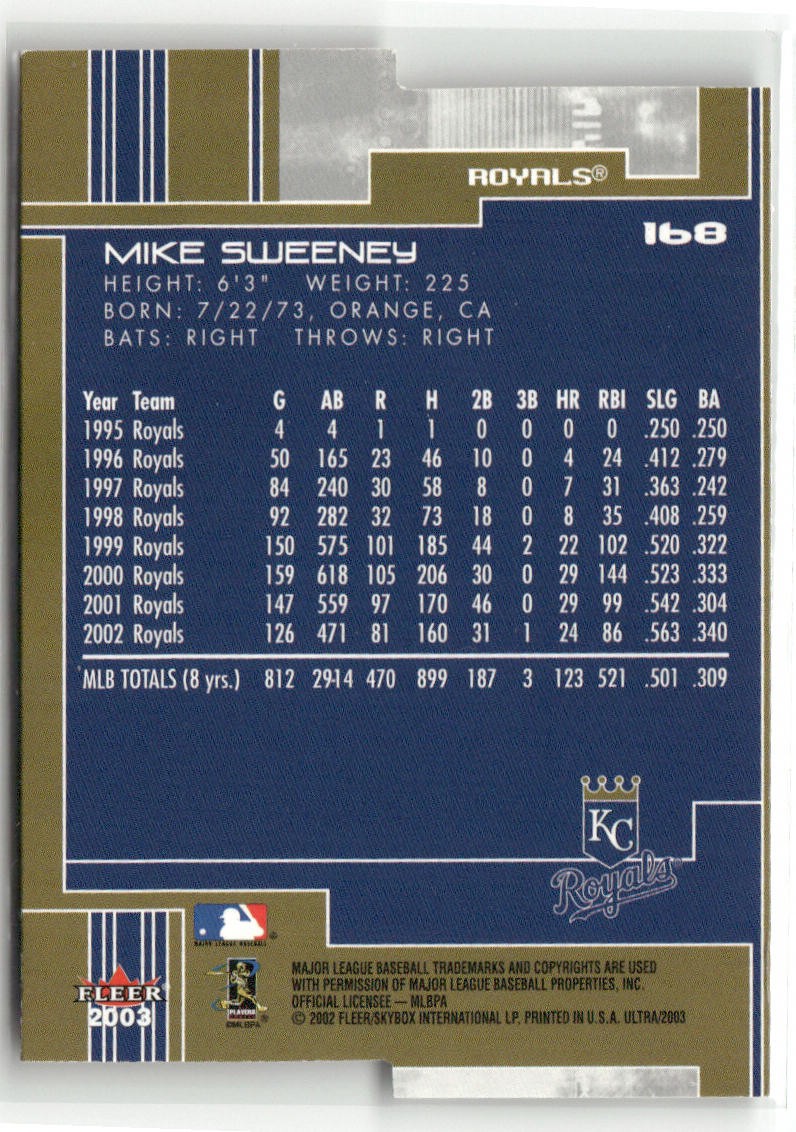 ROYALS®
168
MIKE SWEENEY
HEIGHT: 6'3" WEIGHT: 225
BORN: 7/22/73, ORANGE, CA
BATS: RIGHT THROWS: RIGHT
Year Team G AB R H 2B 3B HR RBI SLG BA
1995 Royals 4 4 1 1 0 0 0 0 .250 .250
1996 Royals 50 165 23 46 10 0 4 24 .412 .279
1997 Royals 84 240 30 58 8 0 7 31 .363 .242
1998 Royals 92 282 32 73 18 0 8 35 .408 .259
1999 Royals 150 575 101 185 44 2 22 102 .520 .322
2000 Royals 159 618 105 206 30 0 29 144 .523 .333
2001 Royals 147 559 97 170 46 0 29 99 .542 .304
2002 Royals 126 471 81 160 31 1 24 86 .563 .340
MLB TOTALS (8 yrs.) 812 2914 470 899 187 3 123 521 .501 .309
KC
Royals
MAJOR LEAGUE BASEBALL
FLEER
2003
PLAYERS
©MLBPA
MAJOR LEAGUE BASEBALL TRADEMARKS AND COPYRIGHTS ARE USED
WITH PERMISSION OF MAJOR LEAGUE BASEBALL PROPERTIES, INC.
OFFICIAL LICENSEE — MLBPA
© 2002 FLEER/SKYBOX INTERNATIONAL LP, PRINTED IN U.S.A. ULTRA/2003